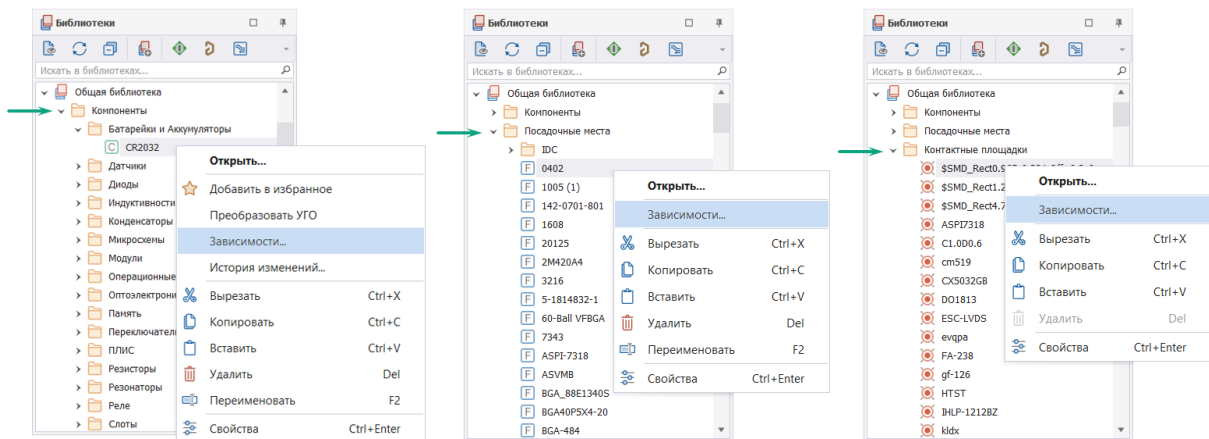 Библиотеки
Искать в библиотеках...
Общая библиотека
Компоненты
Батарейки и Аккумуляторы
CR2032
Датчики
Диоды
Индуктивности
Конденсаторы
Микросхемы
Модули
Операционные
Оптоэлектрони
Память
Переключатели
ПЛИС
Резисторы
Резонаторы
Реле
Слоты
Открыть...
Добавить в избранное
Преобразовать УГО
Зависимости...
История изменений...
Вырезать Ctrl+X
Копировать Ctrl+C
Вставить Ctrl+V
Удалить Del
Переименовать F2
Свойства Ctrl+Enter
Библиотеки
Искать в библиотеках...
Общая библиотека
Компоненты
Посадочные места
IDC
0402
1005 (1)
142-0701-801
1608
20125
2M420A4
3216
5-1814832-1
60-Ball VFBGA
7343
ASPI-7318
ASVMB
BGA_88E1340S
BGA40P5X4-20
BGA-484
Открыть...
Зависимости...
Вырезать Ctrl+X
Копировать Ctrl+C
Вставить Ctrl+V
Удалить Del
Переименовать F2
Свойства Ctrl+Enter
Библиотеки
Искать в библиотеках...
Общая библиотека
Компоненты
Посадочные места
Контактные площадки
$SMD_Rect1.2
$SMD_Rect4.7
ASPI7318
C1.0D0.6
cm519
CX5032GB
DO1813
ESC-LVDS
evqpa
FA-238
gf-126
HTST
IHLP-1212BZ
kldx
Открыть...
Зависимости...
Вырезать Ctrl+X
Копировать Ctrl+C
Вставить Ctrl+V
Удалить Del
Свойства Ctrl+Enter